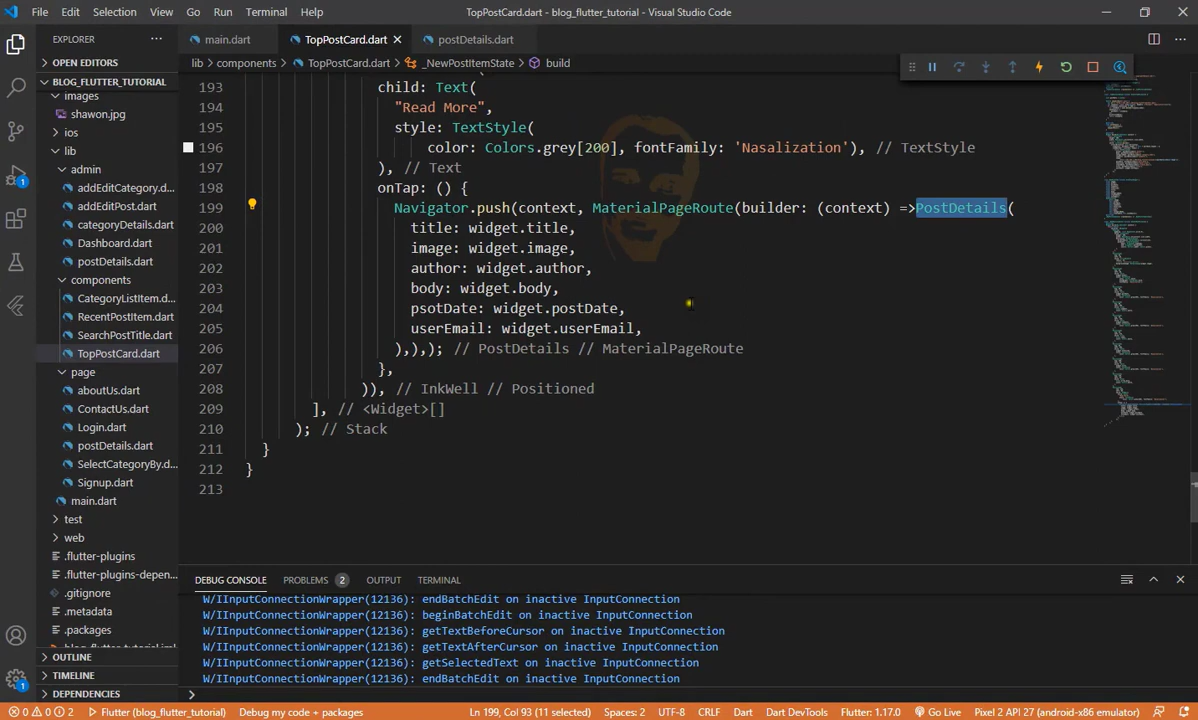 File Edit Selection View Go Run Terminal Help
TopPostCard.dart - blog_flutter_tutorial - Visual Studio Code
EXPLORER
OPEN EDITORS
BLOG_FLUTTER_TUTORIAL
images
shawon.jpg
ios
lib
admin
addEditCategory.d...
addEditPost.dart
categoryDetails.dart
Dashboard.dart
postDetails.dart
components
CategoryListItem.d...
RecentPostItem.dart
SearchPostTitle.dart
TopPostCard.dart
page
aboutUs.dart
ContactUs.dart
Login.dart
postDetails.dart
SelectCategoryBy.d...
Signup.dart
main.dart
test
web
.flutter-plugins
.flutter-plugins-depen...
.gitignore
.metadata
.packages
OUTLINE
TIMELINE
DEPENDENCIES
1
1
main.dart TopPostCard.dart postDetails.dart
lib > components > TopPostCard.dart > _NewPostItemState > build
193 child: Text(
194 "Read More",
195 style: TextStyle(
196 color: Colors.grey[200], fontFamily: 'Nasalization'), // TextStyle
197 ), // Text
198 onTap: () {
199 Navigator.push(context, MaterialPageRoute(builder: (context) =>PostDetails(
200 title: widget.title,
201 image: widget.image,
202 author: widget.author,
203 body: widget.body,
204 psotDate: widget.postDate,
205 userEmail: widget.userEmail,
206 ),),); // PostDetails // MaterialPageRoute
207 },
208 )), // InkWell // Positioned
209 ], // <Widget>[]
210 ); // Stack
211 }
212 }
213
DEBUG CONSOLE PROBLEMS 2 OUTPUT TERMINAL
W/IInputConnectionWrapper(12136): endBatchEdit on inactive InputConnection
W/IInputConnectionWrapper(12136): beginBatchEdit on inactive InputConnection
W/IInputConnectionWrapper(12136): getTextBeforeCursor on inactive InputConnection
W/IInputConnectionWrapper(12136): getTextAfterCursor on inactive InputConnection
W/IInputConnectionWrapper(12136): getSelectedText on inactive InputConnection
W/IInputConnectionWrapper(12136): endBatchEdit on inactive InputConnection
>
0 0 2 Flutter (blog_flutter_tutorial) Debug my code + packages Ln 199, Col 93 (11 selected) Spaces: 2 UTF-8 CRLF Dart Dart DevTools Flutter: 1.17.0 Go Live Pixel 2 API 27 (android-x86 emulator)